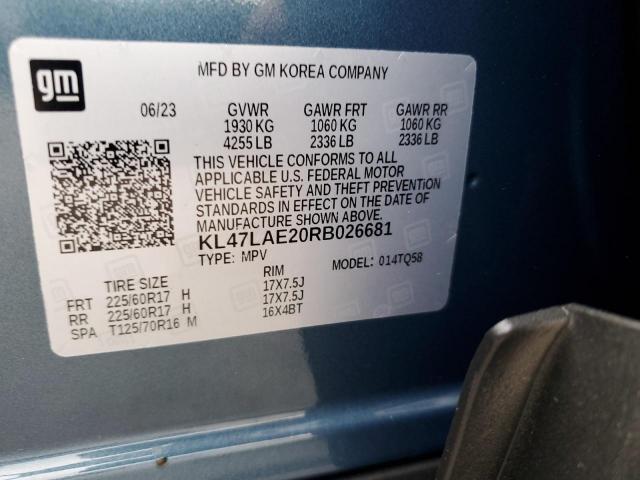 gm
MFD BY GM KOREA COMPANY
06/23 GVWR GAWR FRT GAWR RR
1930 KG 1060 KG 1060 KG
4255 LB 2336 LB 2336 LB
THIS VEHICLE CONFORMS TO ALL
APPLICABLE U.S. FEDERAL MOTOR
VEHICLE SAFETY AND THEFT PREVENTION
STANDARDS IN EFFECT ON THE DATE OF
MANUFACTURE SHOWN ABOVE.
KL47LAE20RB026681
TYPE: MPV MODEL: 014TQ58
TIRE SIZE RIM
FRT 225/60R17 H 17X7.5J
RR 225/60R17 H 17X7.5J
SPA T125/70R16 M 16X4BT